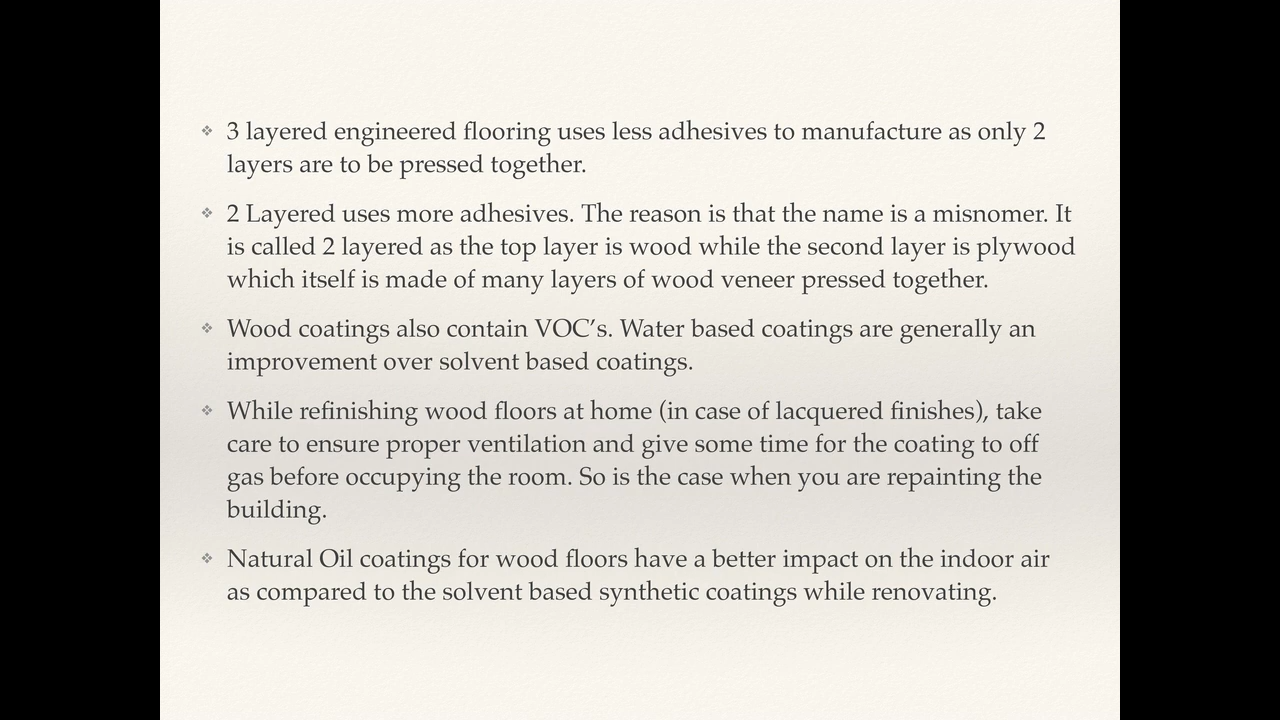 ❖ 3 layered engineered flooring uses less adhesives to manufacture as only 2
layers are to be pressed together.
❖ 2 Layered uses more adhesives. The reason is that the name is a misnomer. It
is called 2 layered as the top layer is wood while the second layer is plywood
which itself is made of many layers of wood veneer pressed together.
❖ Wood coatings also contain VOC’s. Water based coatings are generally an
improvement over solvent based coatings.
❖ While refinishing wood floors at home (in case of lacquered finishes), take
care to ensure proper ventilation and give some time for the coating to off
gas before occupying the room. So is the case when you are repainting the
building.
❖ Natural Oil coatings for wood floors have a better impact on the indoor air
as compared to the solvent based synthetic coatings while renovating.